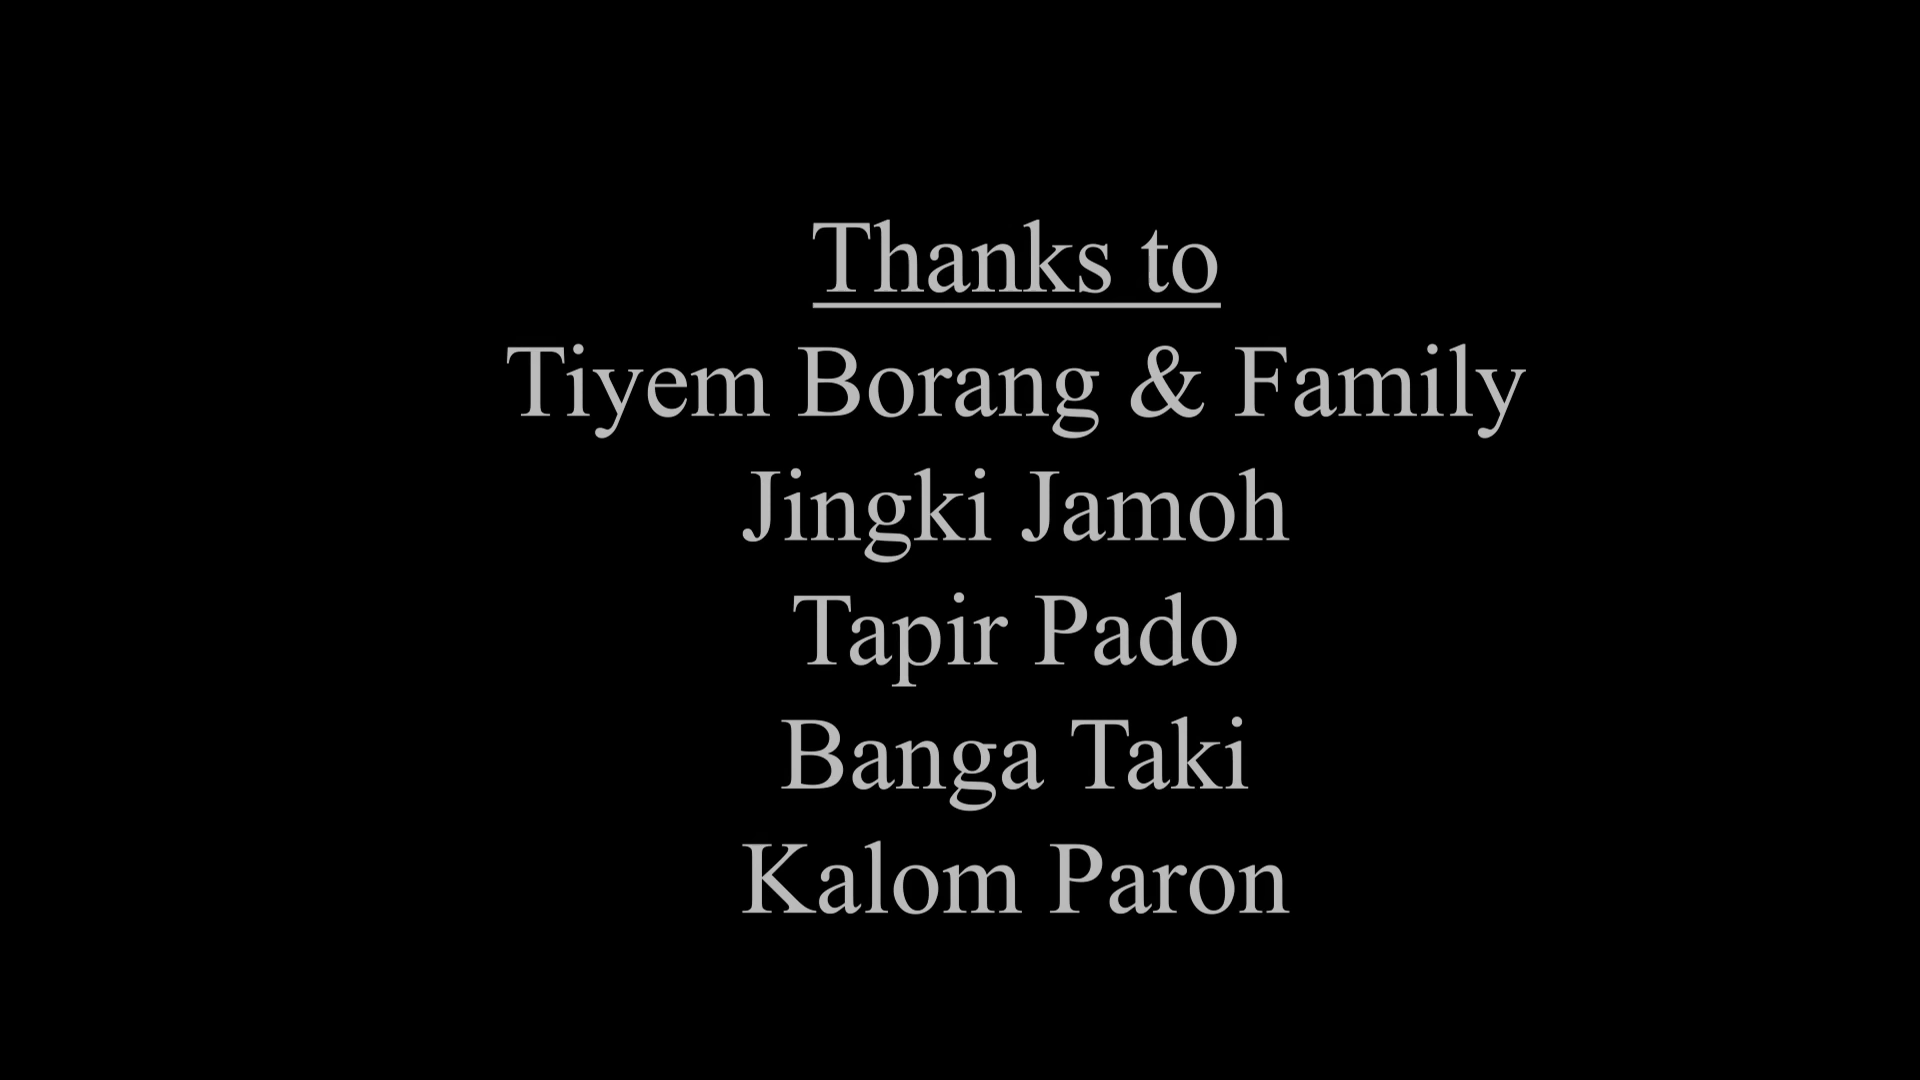 Thanks to
Tiyem Borang & Family
Jingki Jamoh
Tapir Pado
Banga Taki
Kalom Paron